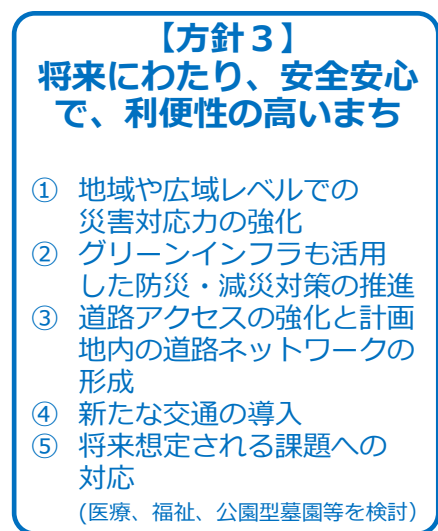 【方針３】
将来にわたり、安全安心
で、利便性の高いまち
① 地域や広域レベルでの
災害対応力の強化
② グリーンインフラも活用
した防災・減災対策の推進
③ 道路アクセスの強化と計画
地内の道路ネットワークの
形成
④ 新たな交通の導入
⑤ 将来想定される課題への
対応
(医療、福祉、公園型墓園等を検討）